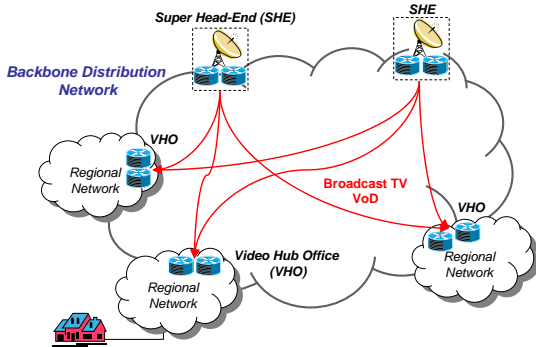 Super Head-End (SHE)
SHE
Backbone Distribution
Network
VHO
Regional
Network
Broadcast TV
VoD
VHO
Regional
Network
Video Hub Office
(VHO)
Regional
Network